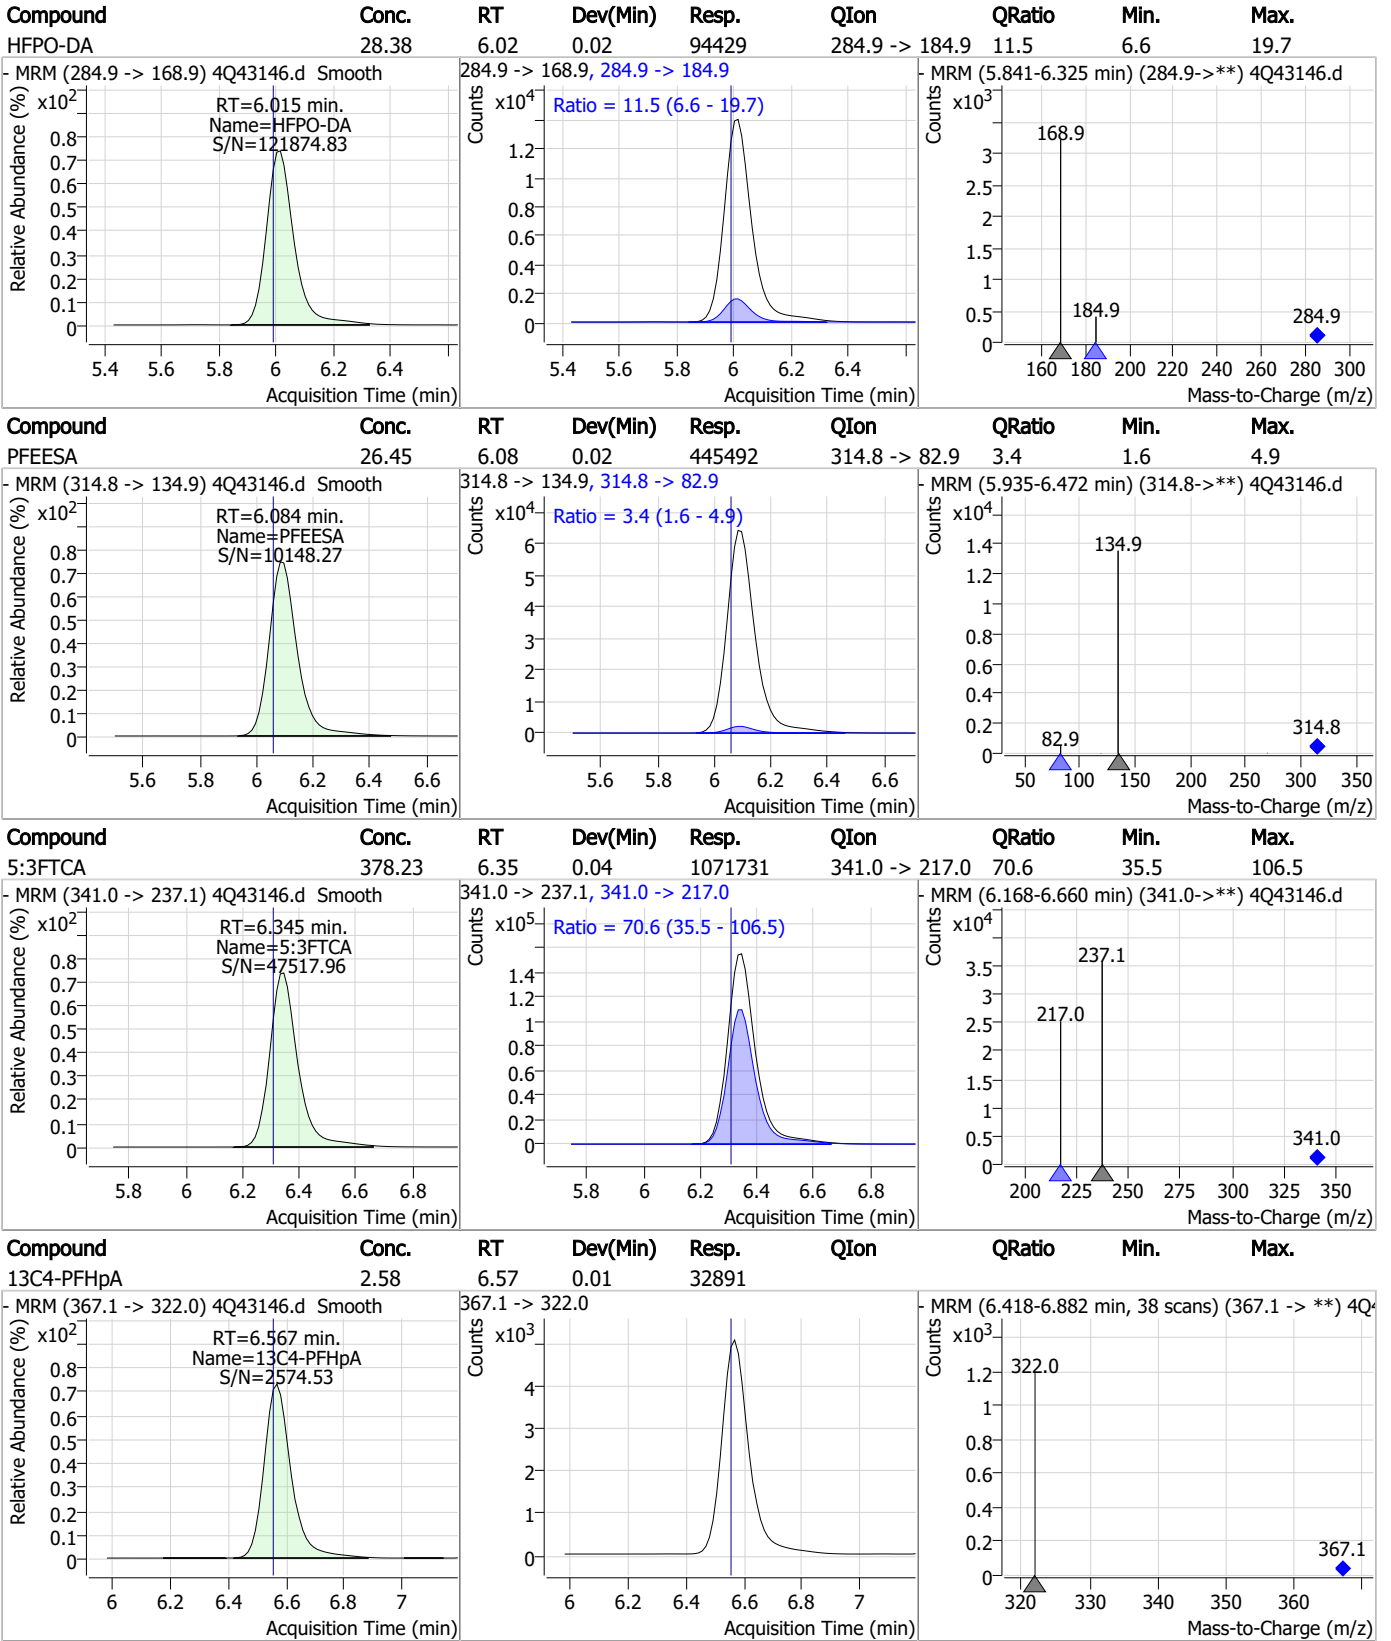 Compound Conc. RT Dev(Min) Resp. QIon QRatio Min. Max.
HFPO-DA 28.38 6.02 0.02 94429 284.9 -> 184.9 11.5 6.6 19.7
- MRM (284.9 -> 168.9) 4Q43146.d Smooth
Relative Abundance (%)
x10²
RT=6.015 min.
Name=HFPO-DA
S/N=121874.83
0.8
0.7
0.6
0.5
0.4
0.3
0.2
0.1
0
5.4 5.6 5.8 6 6.2 6.4
Acquisition Time (min)
284.9 -> 168.9, 284.9 -> 184.9
Counts
x10⁴
Ratio = 11.5 (6.6 - 19.7)
1.2
1
0.8
0.6
0.4
0.2
0
5.4 5.6 5.8 6 6.2 6.4
Acquisition Time (min)
- MRM (5.841-6.325 min) (284.9->**) 4Q43146.d
Counts
x10³
168.9
184.9
284.9
3
2.5
2
1.5
1
0.5
0
160 180 200 220 240 260 280 300
Mass-to-Charge (m/z)
Compound Conc. RT Dev(Min) Resp. QIon QRatio Min. Max.
PFEESA 26.45 6.08 0.02 445492 314.8 -> 82.9 3.4 1.6 4.9
- MRM (314.8 -> 134.9) 4Q43146.d Smooth
Relative Abundance (%)
x10²
RT=6.084 min.
Name=PFEESA
S/N=10148.27
0.8
0.7
0.6
0.5
0.4
0.3
0.2
0.1
0
5.6 5.8 6 6.2 6.4 6.6
Acquisition Time (min)
314.8 -> 134.9, 314.8 -> 82.9
Counts
x10⁴
Ratio = 3.4 (1.6 - 4.9)
6
5
4
3
2
1
0
5.6 5.8 6 6.2 6.4 6.6
Acquisition Time (min)
- MRM (5.935-6.472 min) (314.8->**) 4Q43146.d
Counts
x10⁴
134.9
82.9
314.8
1.4
1.2
1
0.8
0.6
0.4
0.2
0
50 100 150 200 250 300 350
Mass-to-Charge (m/z)
Compound Conc. RT Dev(Min) Resp. QIon QRatio Min. Max.
5:3FTCA 378.23 6.35 0.04 1071731 341.0 -> 217.0 70.6 35.5 106.5
- MRM (341.0 -> 237.1) 4Q43146.d Smooth
Relative Abundance (%)
x10²
RT=6.345 min.
Name=5:3FTCA
S/N=47517.96
0.8
0.7
0.6
0.5
0.4
0.3
0.2
0.1
0
5.8 6 6.2 6.4 6.6 6.8
Acquisition Time (min)
341.0 -> 237.1, 341.0 -> 217.0
Counts
x10⁵
Ratio = 70.6 (35.5 - 106.5)
1.4
1.2
1
0.8
0.6
0.4
0.2
0
5.8 6 6.2 6.4 6.6 6.8
Acquisition Time (min)
- MRM (6.168-6.660 min) (341.0->**) 4Q43146.d
Counts
x10⁴
237.1
217.0
341.0
3.5
3
2.5
2
1.5
1
0.5
0
200 225 250 275 300 325 350
Mass-to-Charge (m/z)
Compound Conc. RT Dev(Min) Resp. QIon QRatio Min. Max.
13C4-PFHpA 2.58 6.57 0.01 32891
- MRM (367.1 -> 322.0) 4Q43146.d Smooth
Relative Abundance (%)
x10²
RT=6.567 min.
Name=13C4-PFHpA
S/N=2574.53
0.8
0.7
0.6
0.5
0.4
0.3
0.2
0.1
0
6 6.2 6.4 6.6 6.8 7
Acquisition Time (min)
367.1 -> 322.0
Counts
x10³
4
3
2
1
0
6 6.2 6.4 6.6 6.8 7
Acquisition Time (min)
- MRM (6.418-6.882 min, 38 scans) (367.1 -> **) 4Q4
Counts
x10³
322.0
367.1
1.2
1
0.8
0.6
0.4
0.2
0
320 330 340 350 360
Mass-to-Charge (m/z)